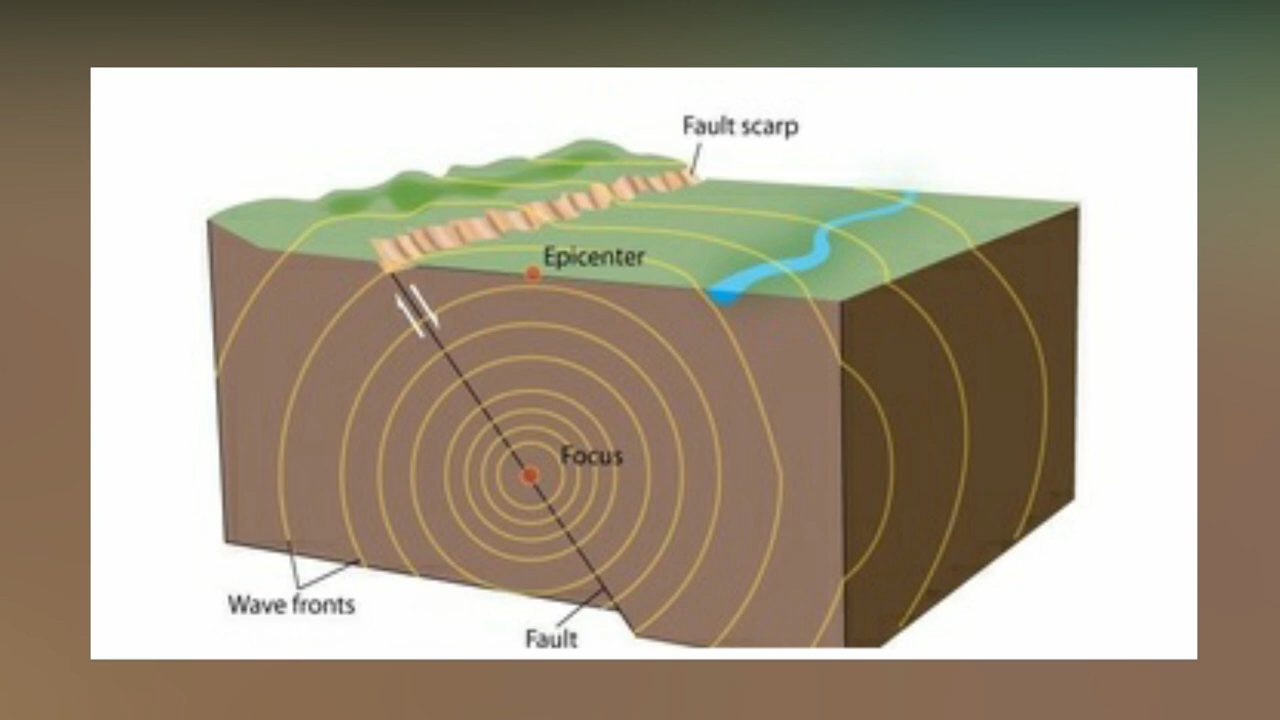 Fault scarp
Epicenter
Focus
Wave fronts
Fault